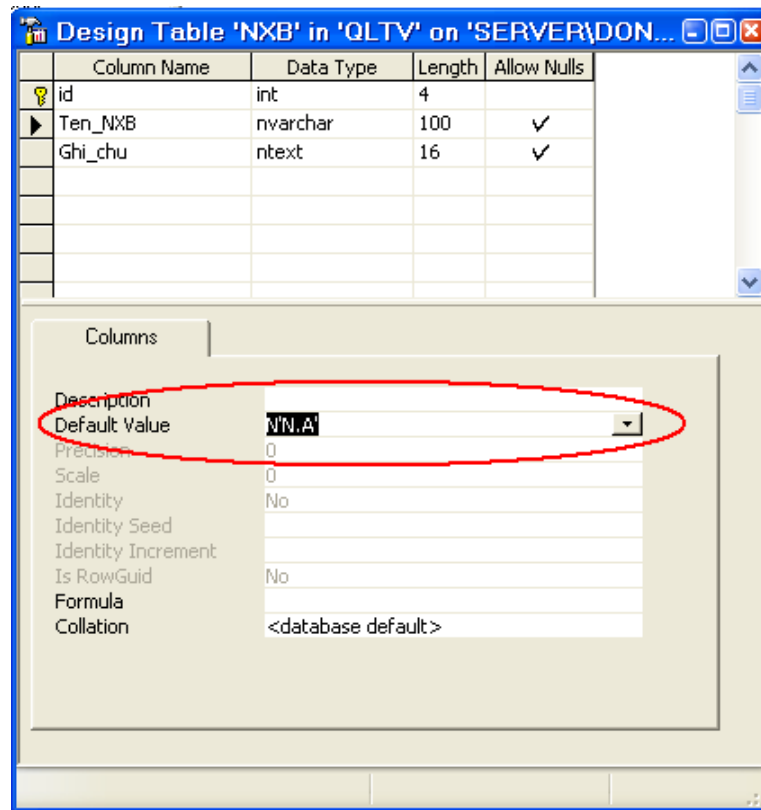 Design Table 'NXB' in 'QLTV' on 'SERVER\DON...
Column Name Data Type Length Allow Nulls
id int 4
Ten_NXB nvarchar 100
Ghi_chu ntext 16
Columns
Description
Default Value N'N.A'
Precision 0
Scale 0
Identity No
Identity Seed
Identity Increment
Is RowGuid No
Formula
Collation <database default>